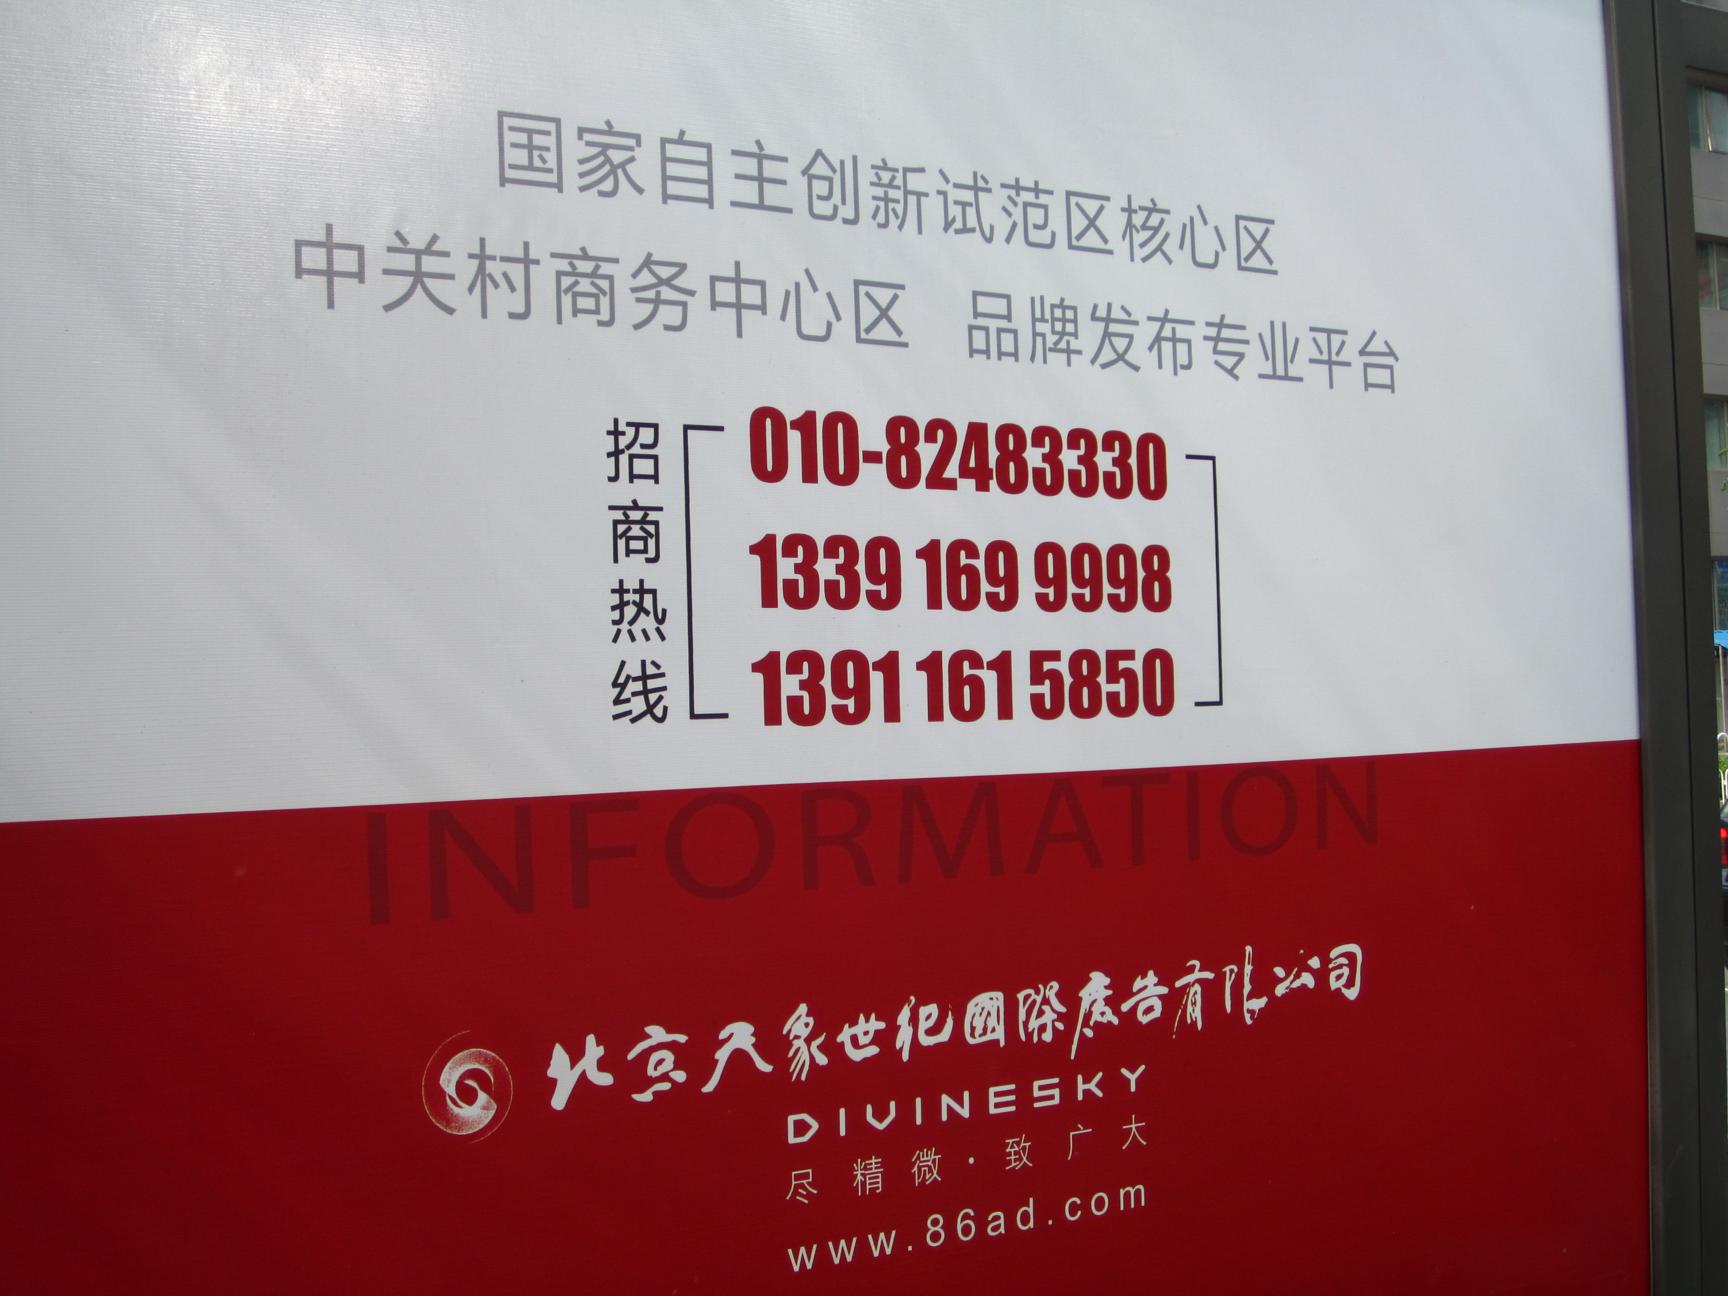 国家自主创新试范区核心区
中关村商务中心区 品牌发布专业平台
招商热线
010-82483330
1339 169 9998
1391 161 5850
INFORMATION
北京天象世纪國際廣告有限公司
DIVINESKY
尽精微·致广大
www.86ad.com